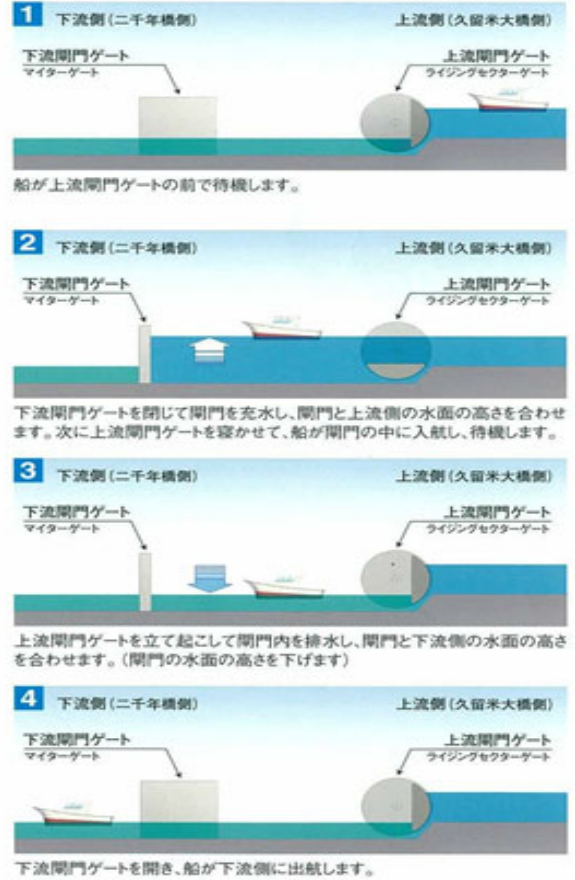 1 下流側(二千年橋側) 上流側(久留米大橋側)
下流閘門ゲート 上流閘門ゲート
マイターゲート ライジングセクターゲート
船が上流閘門ゲートの前で待機します。
2 下流側(二千年橋側) 上流側(久留米大橋側)
下流閘門ゲート 上流閘門ゲート
マイターゲート ライジングセクターゲート
下流閘門ゲートを閉じて閘門を充水し、閘門と上流側の水面の高さを合わせ
ます。次に上流閘門ゲートを寝かせて、船が閘門の中に入航し、待機します。
3 下流側(二千年橋側) 上流側(久留米大橋側)
下流閘門ゲート 上流閘門ゲート
マイターゲート ライジングセクターゲート
上流閘門ゲートを立て起こして閘門内を排水し、閘門と下流側の水面の高さ
を合わせます。(閘門の水面の高さを下げます)
4 下流側(二千年橋側) 上流側(久留米大橋側)
下流閘門ゲート 上流閘門ゲート
マイターゲート ライジングセクターゲート
下流閘門ゲートを開き、船が下流側に出航します。